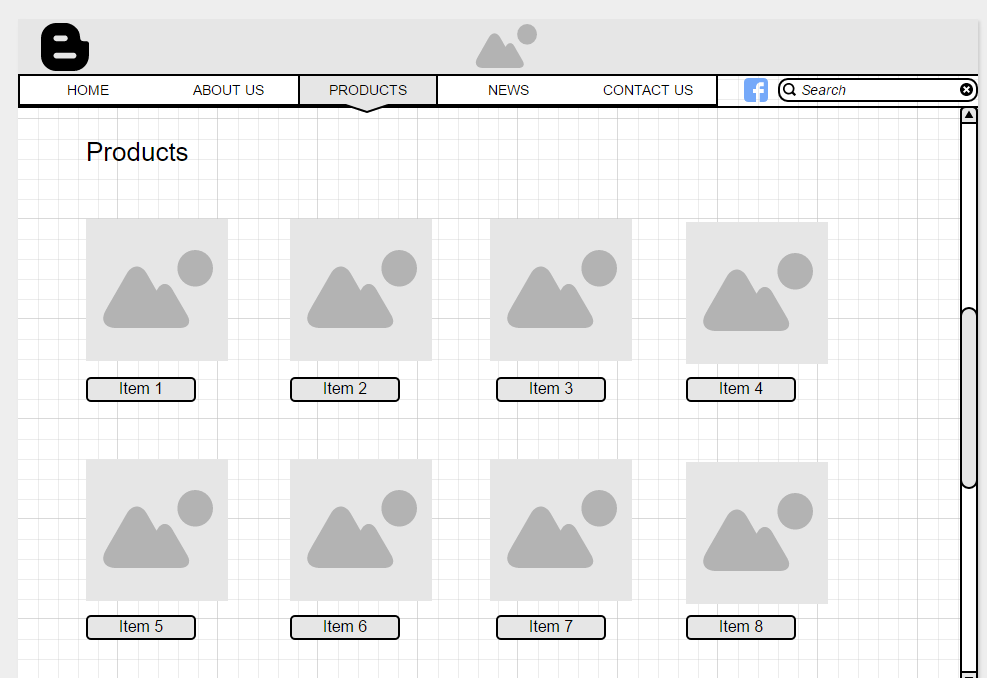 HOME ABOUT US PRODUCTS NEWS CONTACT US Search
Products
Item 1 Item 2 Item 3 Item 4
Item 5 Item 6 Item 7 Item 8